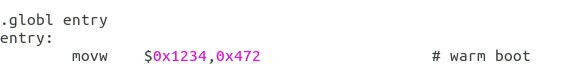 .globl entry
entry:
        movw    $0x1234,0x472                   # warm boot